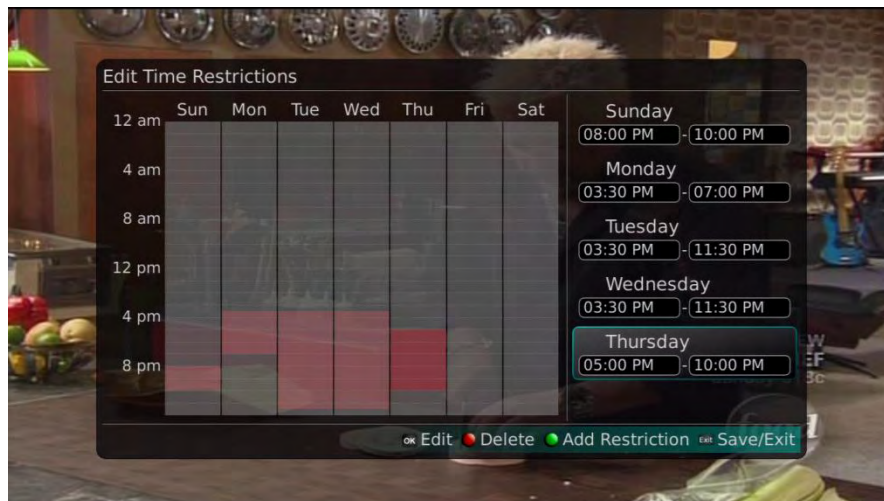 Edit Time Restrictions
Sun Mon Tue Wed Thu Fri Sat
12 am
4 am
8 am
12 pm
4 pm
8 pm
Sunday
08:00 PM - 10:00 PM
Monday
03:30 PM - 07:00 PM
Tuesday
03:30 PM - 11:30 PM
Wednesday
03:30 PM - 11:30 PM
Thursday
05:00 PM - 10:00 PM
OK Edit Delete Add Restriction Exit Save/Exit
food